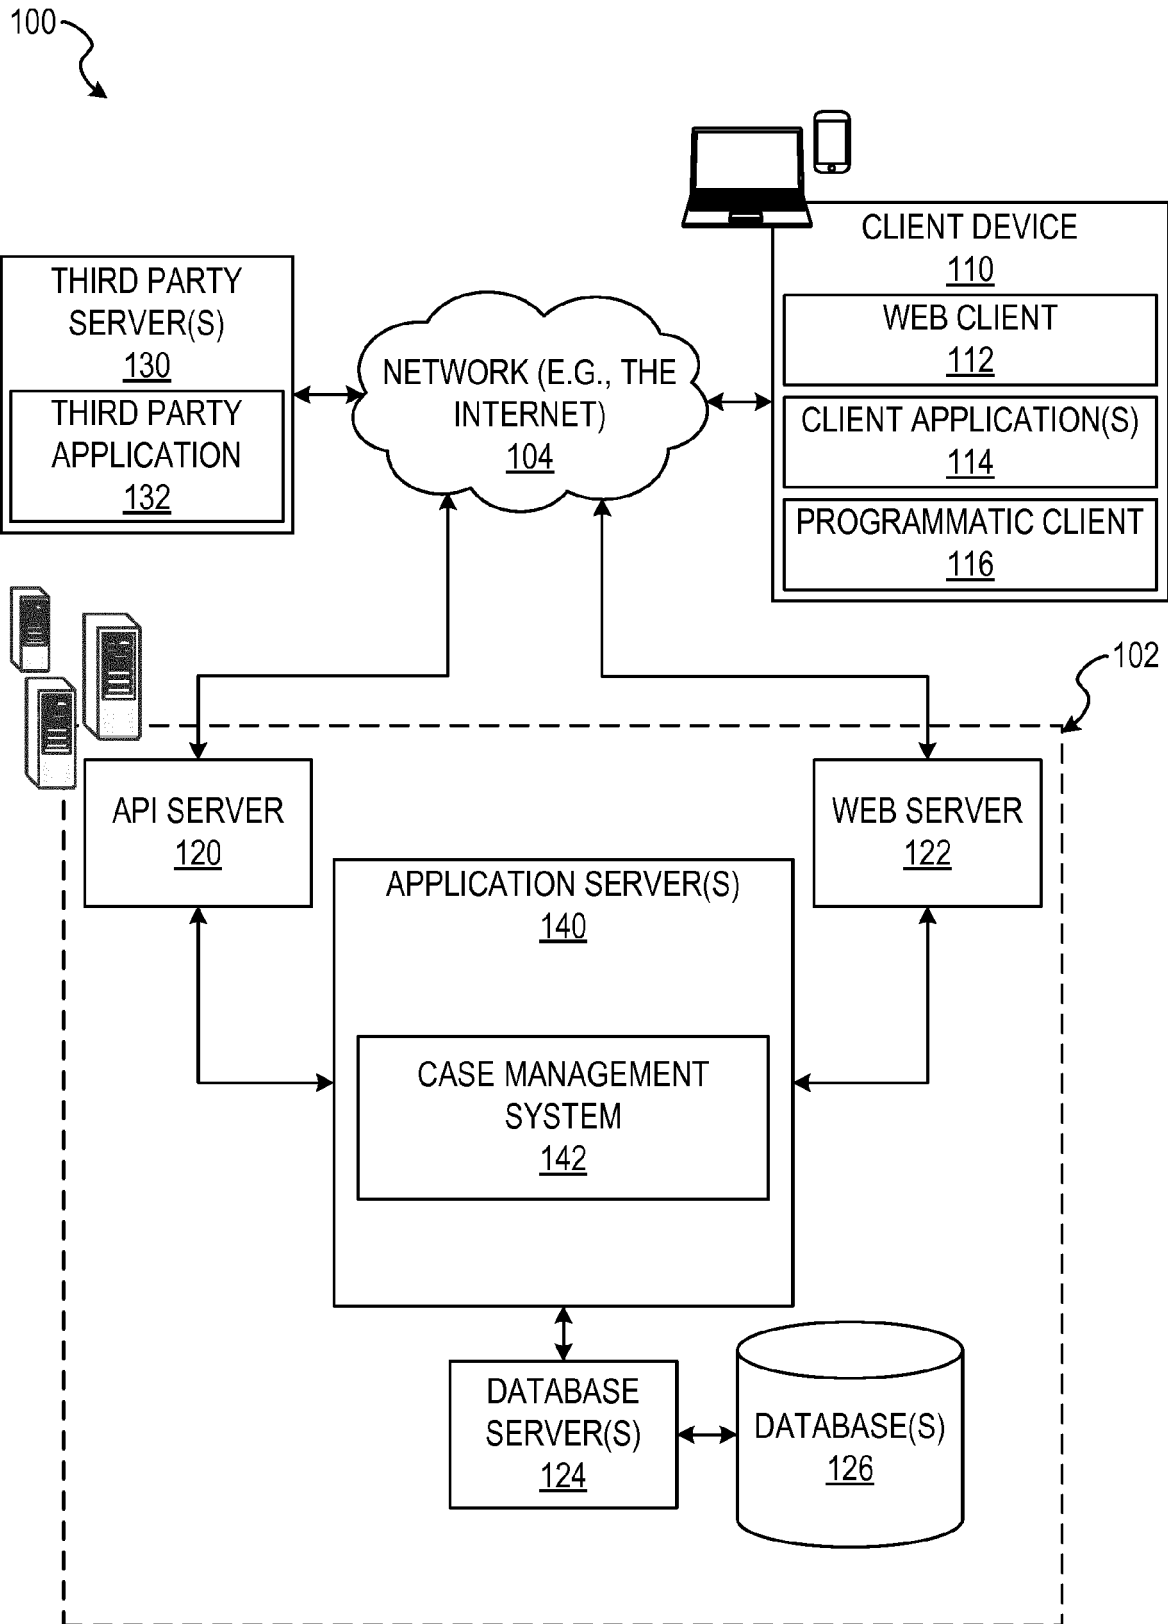 100
CLIENT DEVICE
110
WEB CLIENT
112
CLIENT APPLICATION(S)
114
PROGRAMMATIC CLIENT
116
THIRD PARTY
SERVER(S)
130
THIRD PARTY
APPLICATION
132
NETWORK (E.G., THE
INTERNET)
104
102
API SERVER
120
WEB SERVER
122
APPLICATION SERVER(S)
140
CASE MANAGEMENT
SYSTEM
142
DATABASE
SERVER(S)
124
DATABASE(S)
126